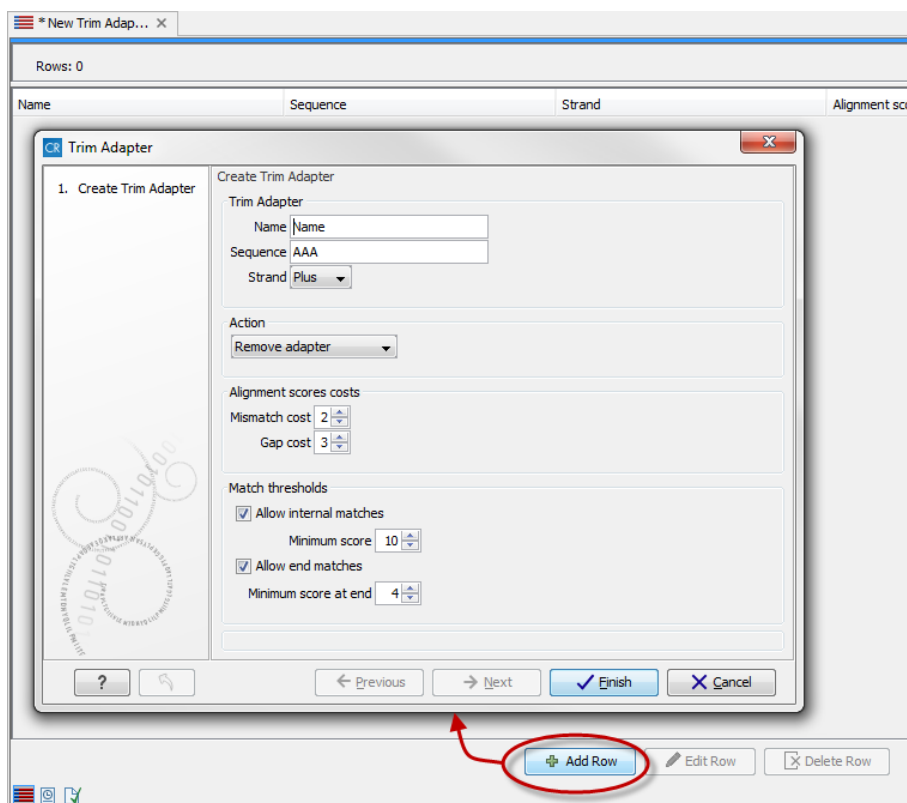 * New Trim Adap...
Rows: 0
Name Sequence Strand Alignment sco
CR Trim Adapter
1. Create Trim Adapter
Create Trim Adapter
Trim Adapter
Name Name
Sequence AAA
Strand Plus
Action
Remove adapter
Alignment scores costs
Mismatch cost 2
Gap cost 3
Match thresholds
Allow internal matches
Minimum score 10
Allow end matches
Minimum score at end 4
? Previous Next Finish Cancel
Add Row Edit Row Delete Row